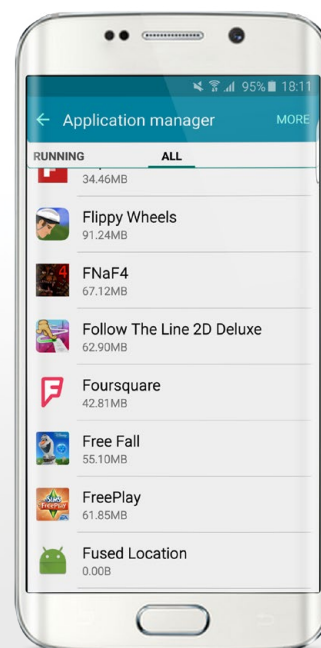 95% 18:11
Application manager MORE
RUNNING ALL
34.46MB
Flippy Wheels
91.24MB
4
FNaF4
67.12MB
Follow The Line 2D Deluxe
62.90MB
Foursquare
42.81MB
Free Fall
55.10MB
FreePlay
61.85MB
Fused Location
0.00B